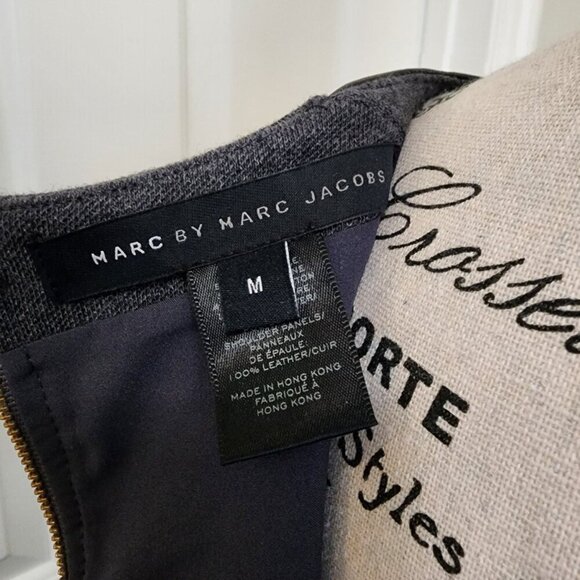 MARC BY MARC JACOBS
M
SHOULDER PANELS/
PANNEAUX
DE ÉPAULE:
100% LEATHER/CUIR
MADE IN HONG KONG
FABRIQUÉ À
HONG KONG
Crosse
ORTE
Styles